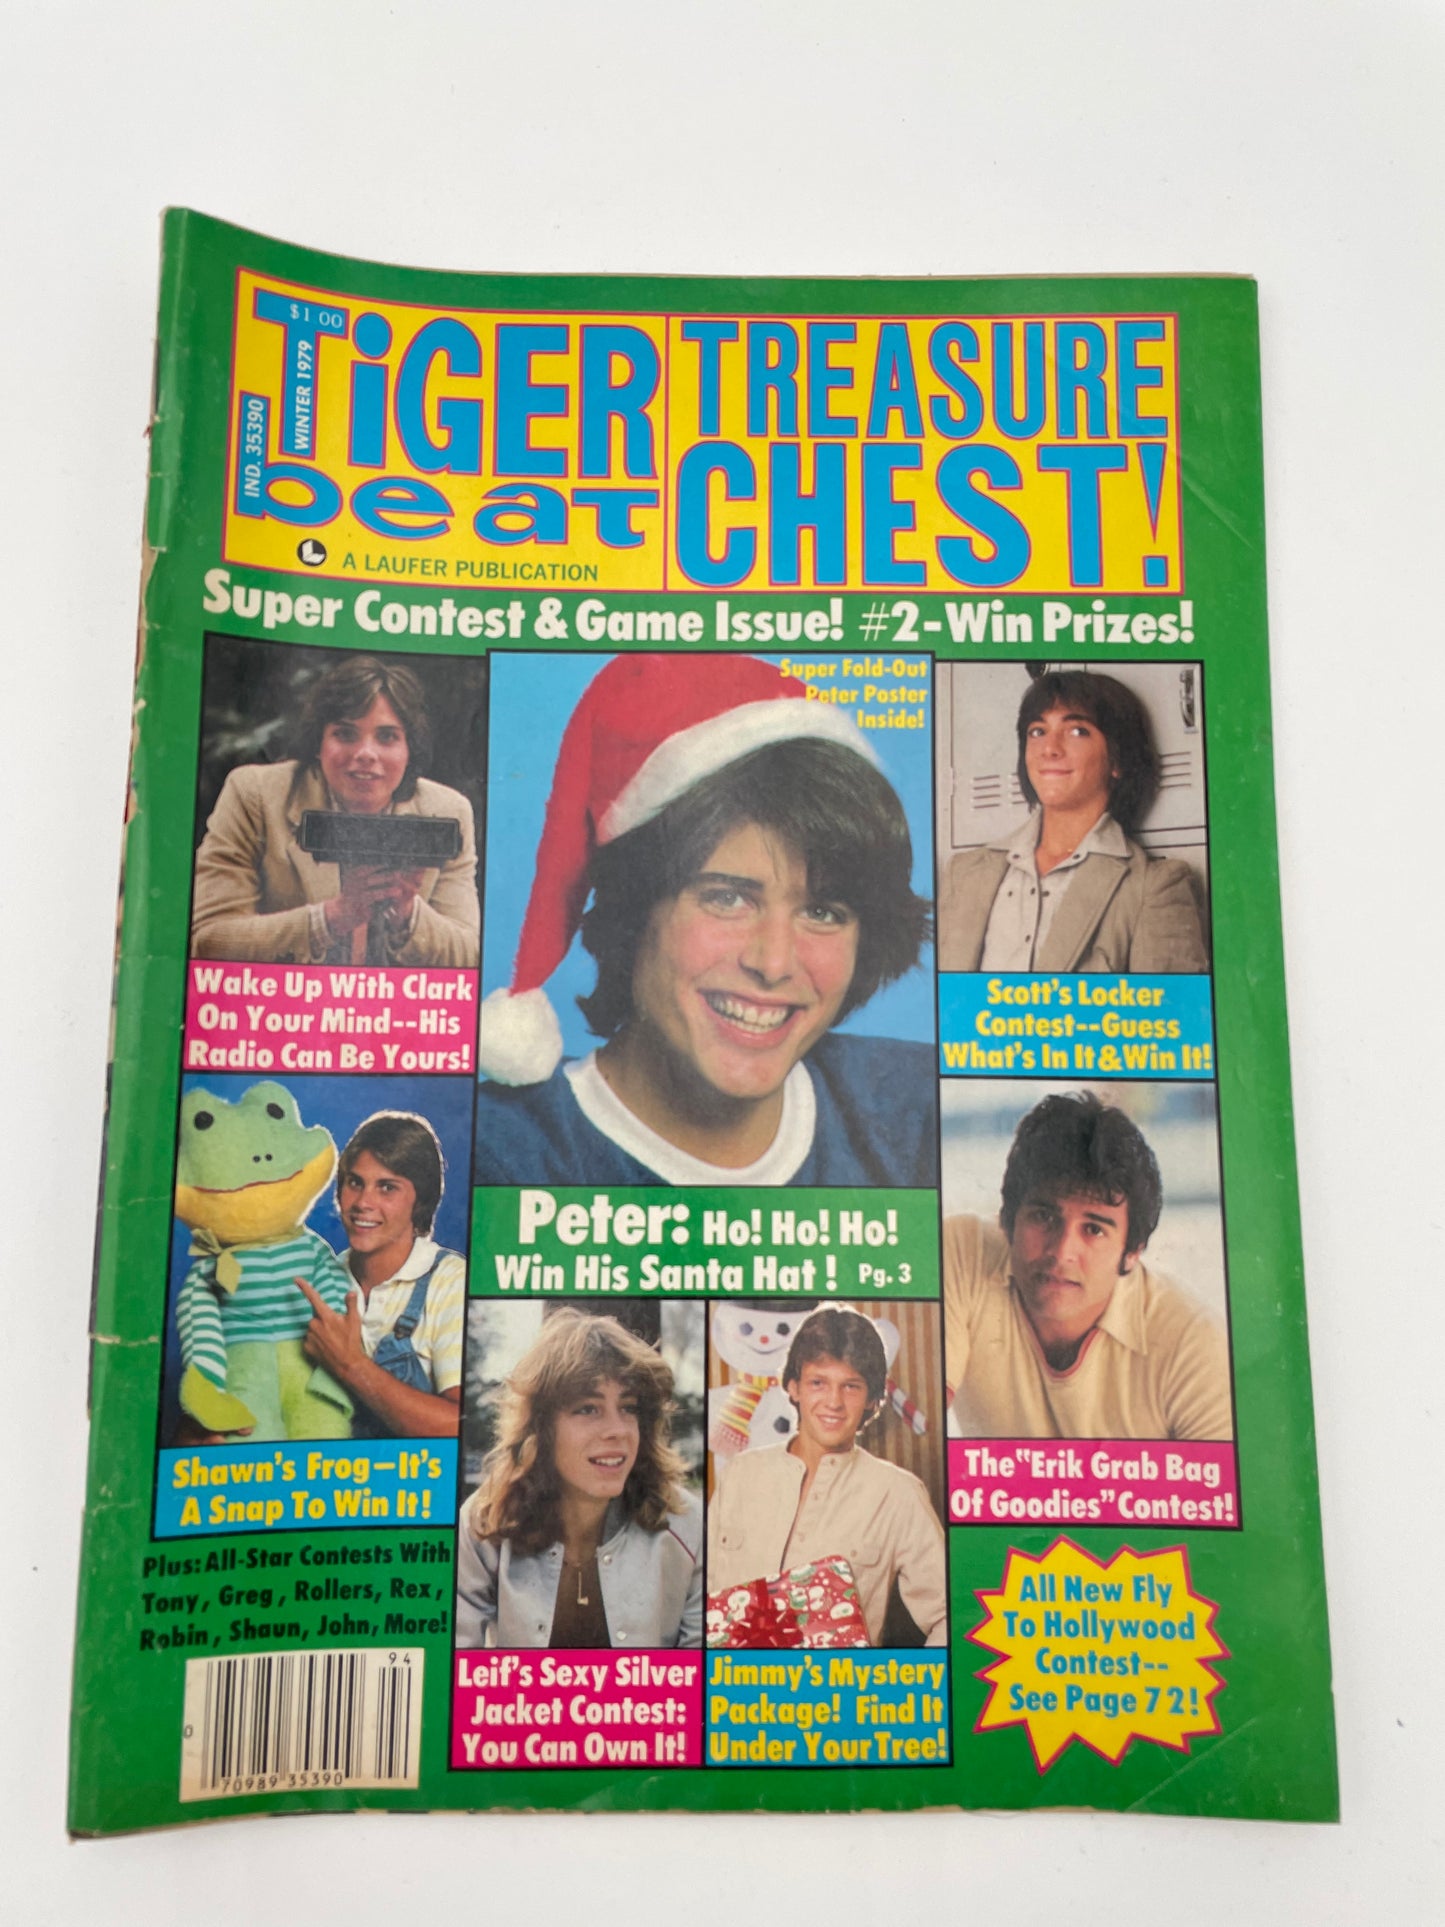 $1 00
WINTER 1979
IND. 35390
TiGER
beat
TREASURE
CHEST!
L A LAUFER PUBLICATION
Super Contest & Game Issue! #2-Win Prizes!
Super Fold-Out
Peter Poster
Inside!
Wake Up With Clark
On Your Mind--His
Radio Can Be Yours!
Scott's Locker
Contest--Guess
What's In It & Win It!
Peter: Ho! Ho! Ho!
Win His Santa Hat! Pg. 3
Shawn's Frog—It's
A Snap To Win It!
The "Erik Grab Bag
Of Goodies" Contest!
Plus: All-Star Contests With
Tony, Greg, Rollers, Rex,
Robin, Shaun, John, More!
Leif's Sexy Silver
Jacket Contest:
You Can Own It!
Jimmy's Mystery
Package! Find It
Under Your Tree!
All New Fly
To Hollywood
Contest--
See Page 72!
94
0
70989 35390